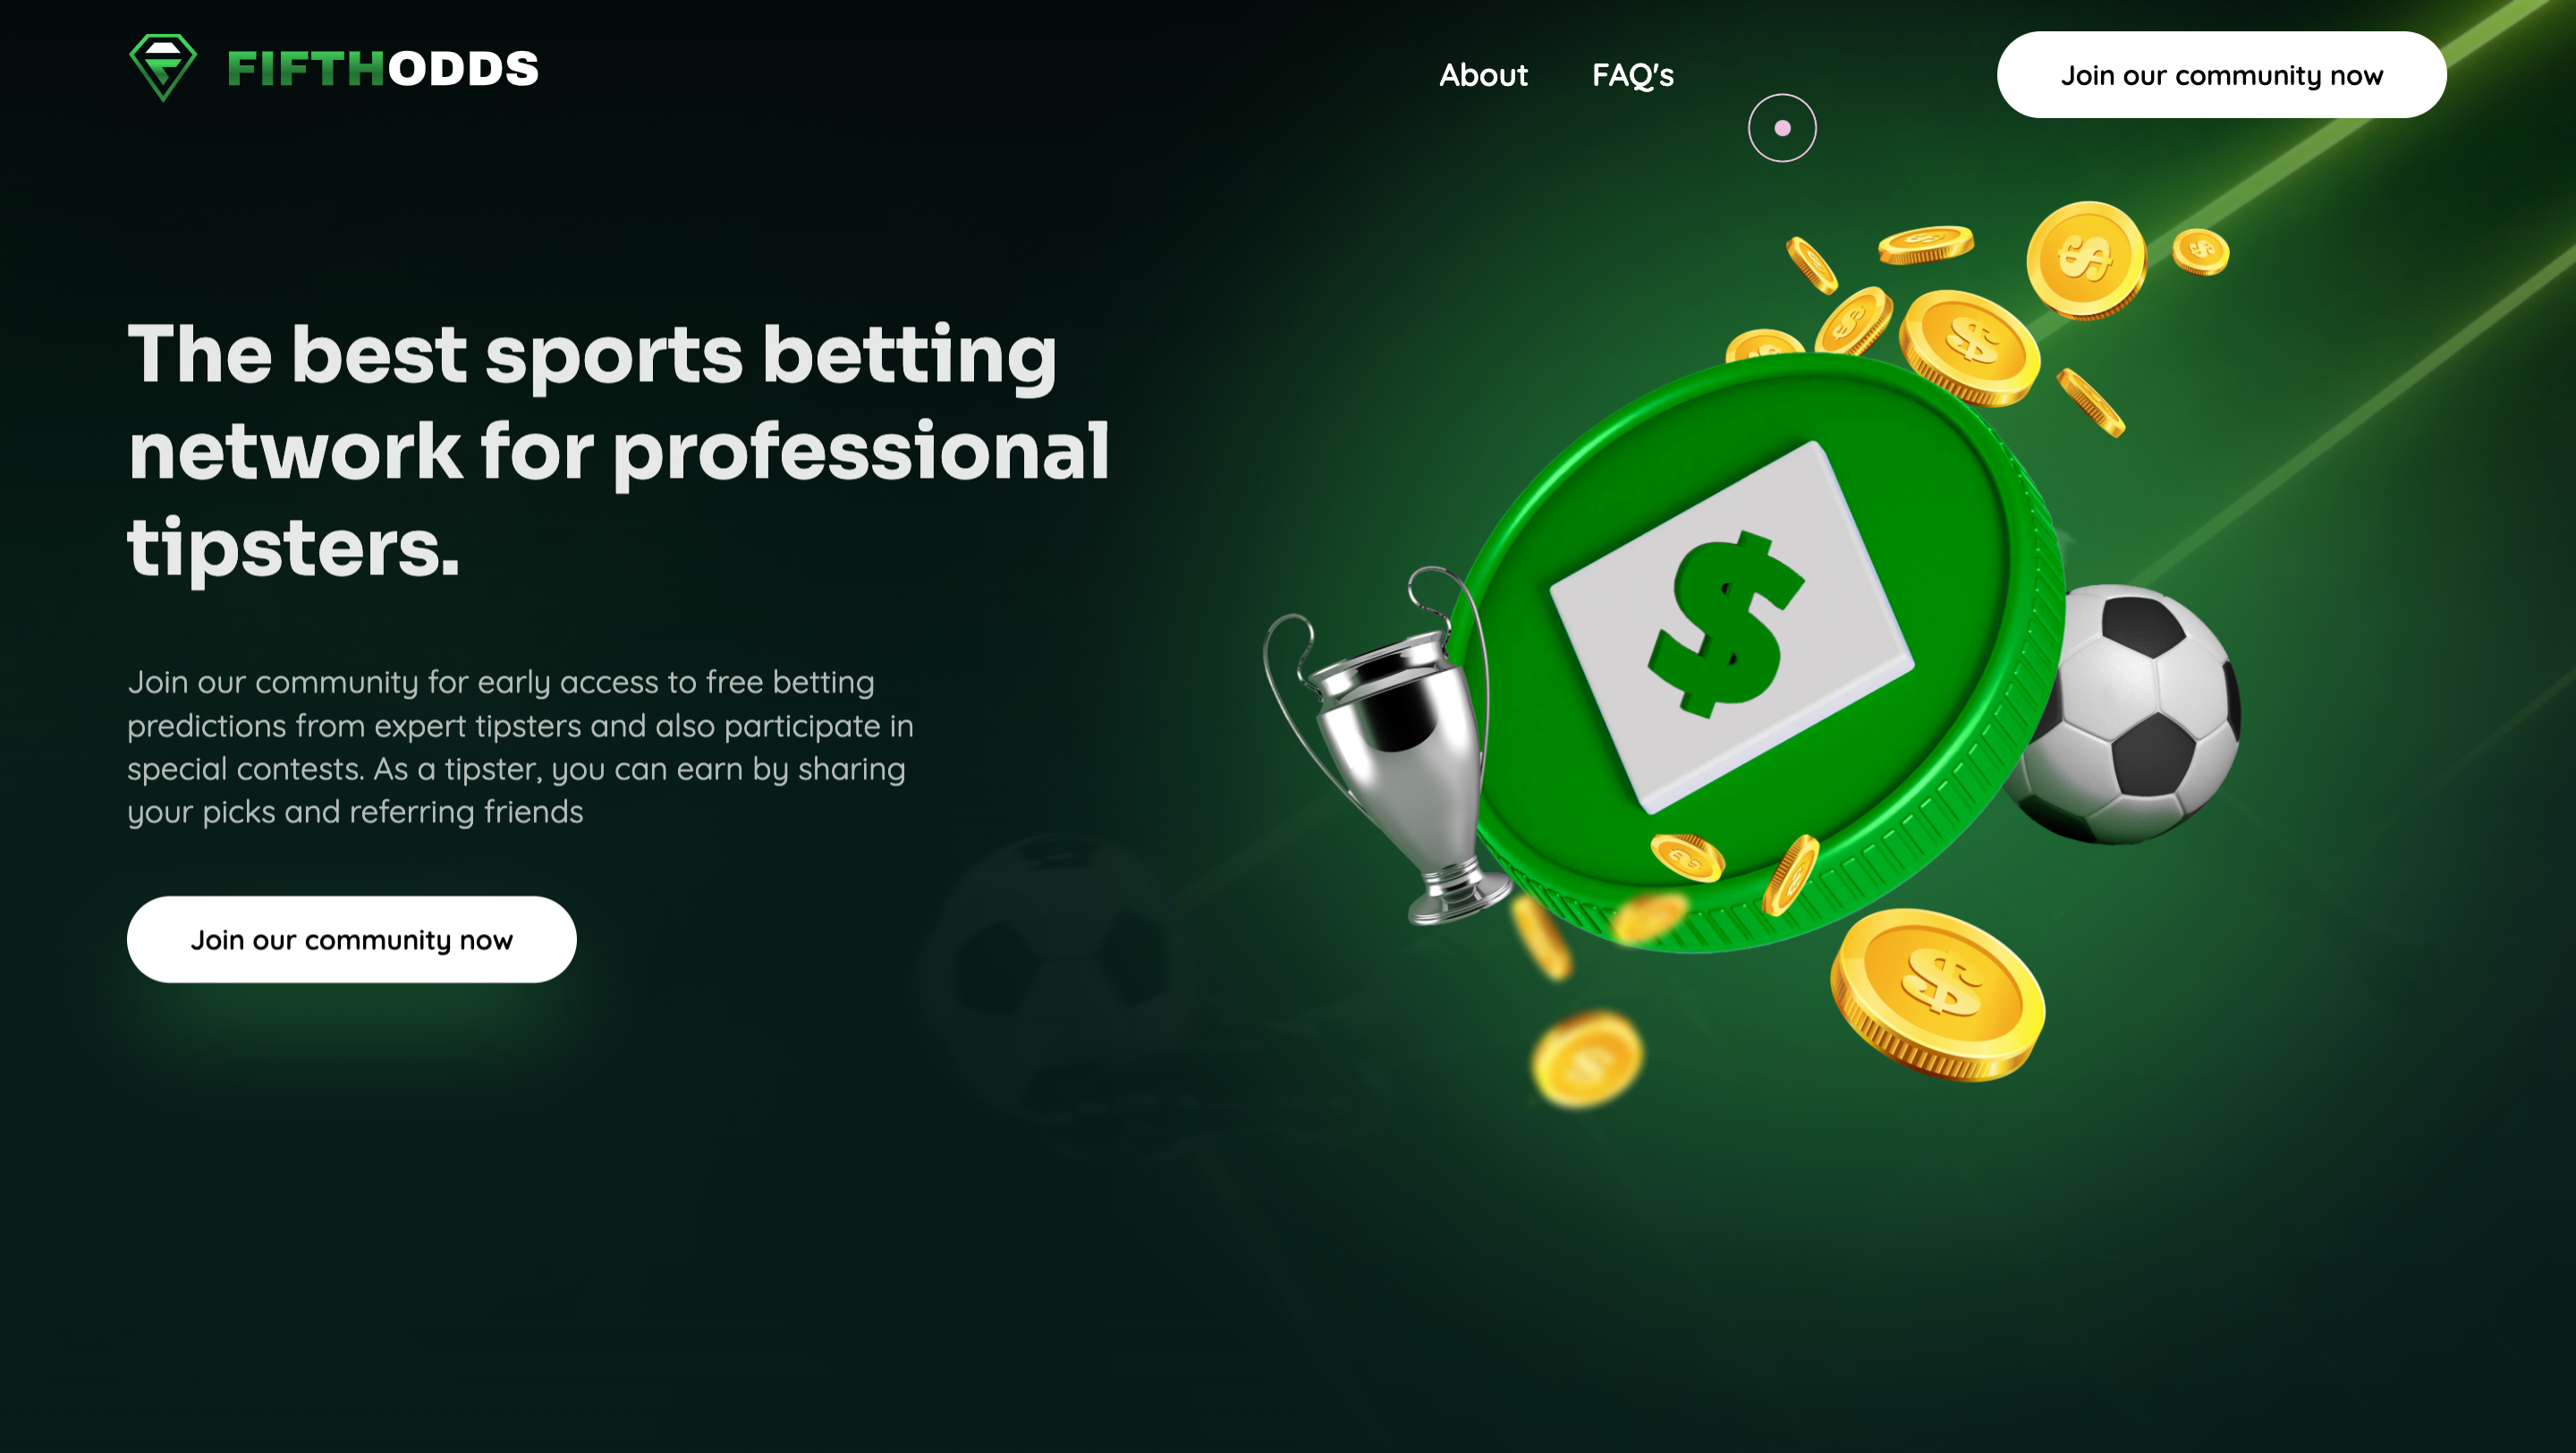 FIFTHODDS
About
FAQ's
Join our community now
The best sports betting
network for professional
tipsters.
Join our community for early access to free betting
predictions from expert tipsters and also participate in
special contests. As a tipster, you can earn by sharing
your picks and referring friends
Join our community now
$